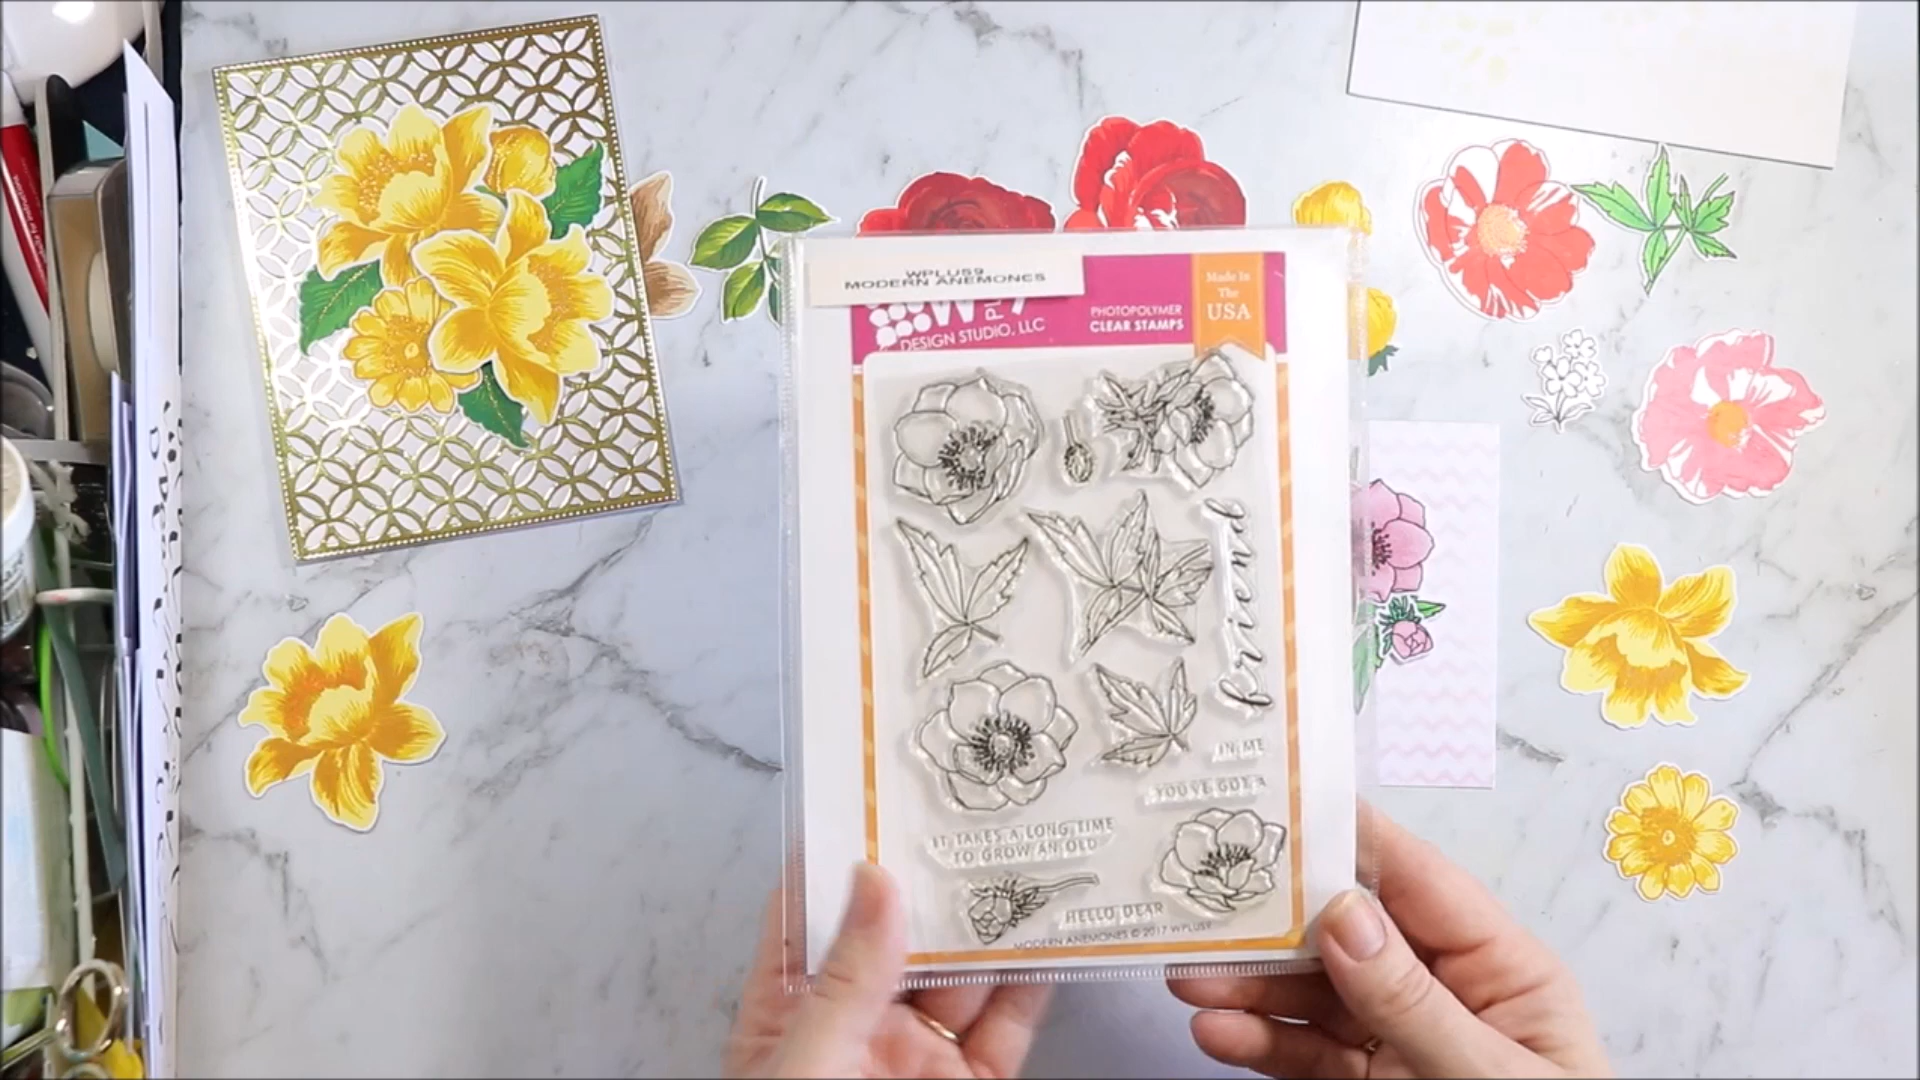 WPLUS9
MODERN ANEMONES
DESIGN STUDIO, LLC
PHOTOPOLYMER
CLEAR STAMPS
Made In
The
USA
friend
IN ME
YOU'VE GOT A
IT TAKES A LONG TIME
TO GROW AN OLD
HELLO DEAR
MODERN ANEMONES © 2017 WPLUS9